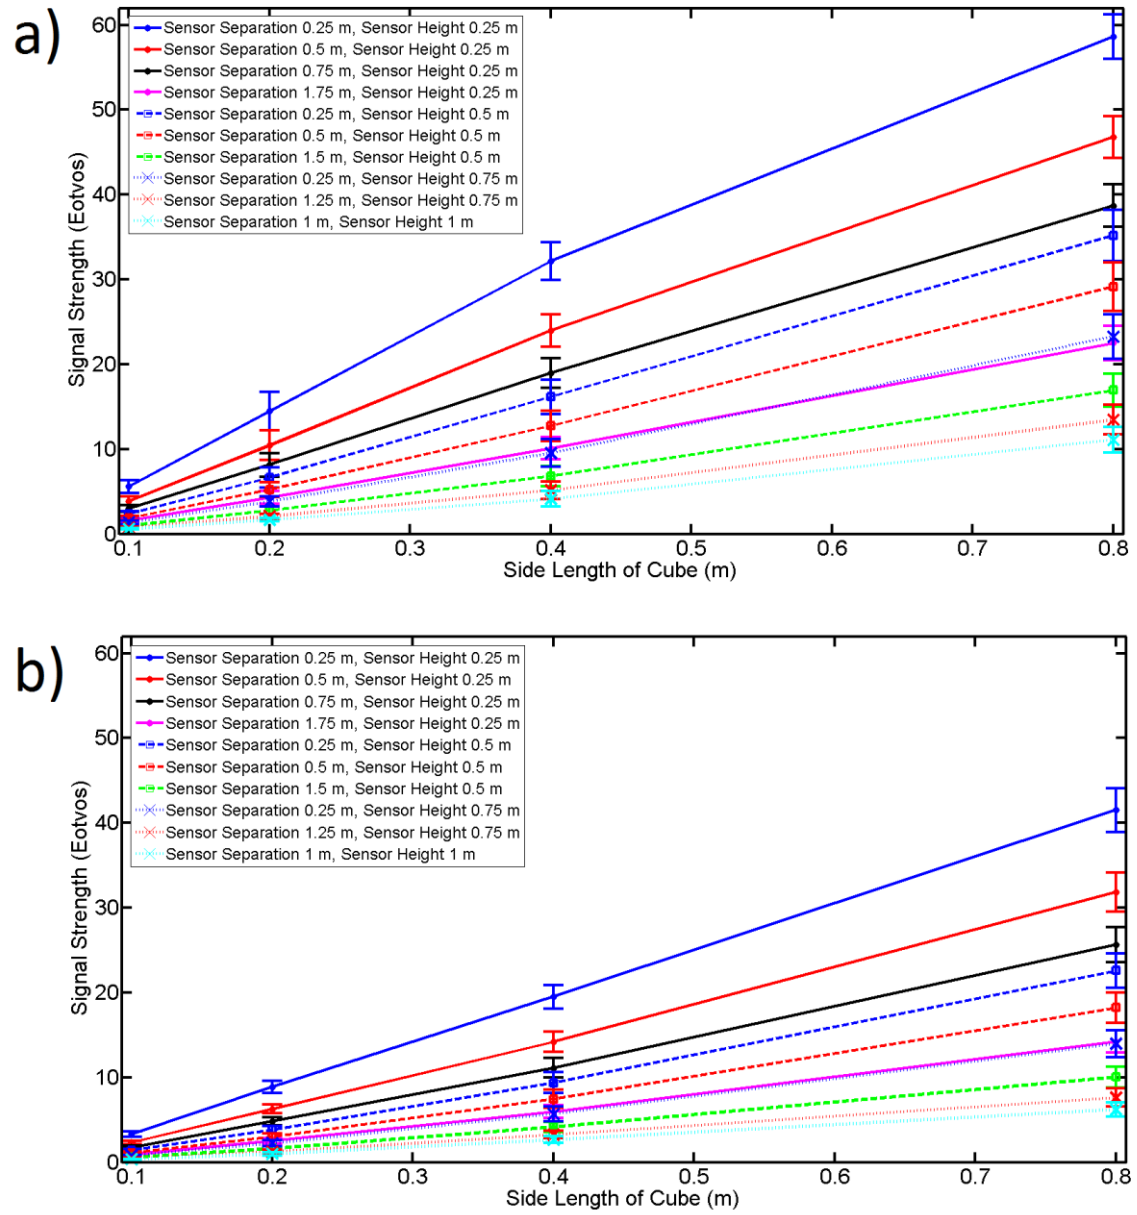 a)
60
50
40
30
20
10
0
Signal Strength (Eotvos)
Sensor Separation 0.25 m, Sensor Height 0.25 m
Sensor Separation 0.5 m, Sensor Height 0.25 m
Sensor Separation 0.75 m, Sensor Height 0.25 m
Sensor Separation 1.75 m, Sensor Height 0.25 m
Sensor Separation 0.25 m, Sensor Height 0.5 m
Sensor Separation 0.5 m, Sensor Height 0.5 m
Sensor Separation 1.5 m, Sensor Height 0.5 m
Sensor Separation 0.25 m, Sensor Height 0.75 m
Sensor Separation 1.25 m, Sensor Height 0.75 m
Sensor Separation 1 m, Sensor Height 1 m
0.1 0.2 0.3 0.4 0.5 0.6 0.7 0.8
Side Length of Cube (m)
b)
60
50
40
30
20
10
0
Signal Strength (Eotvos)
Sensor Separation 0.25 m, Sensor Height 0.25 m
Sensor Separation 0.5 m, Sensor Height 0.25 m
Sensor Separation 0.75 m, Sensor Height 0.25 m
Sensor Separation 1.75 m, Sensor Height 0.25 m
Sensor Separation 0.25 m, Sensor Height 0.5 m
Sensor Separation 0.5 m, Sensor Height 0.5 m
Sensor Separation 1.5 m, Sensor Height 0.5 m
Sensor Separation 0.25 m, Sensor Height 0.75 m
Sensor Separation 1.25 m, Sensor Height 0.75 m
Sensor Separation 1 m, Sensor Height 1 m
0.1 0.2 0.3 0.4 0.5 0.6 0.7 0.8
Side Length of Cube (m)